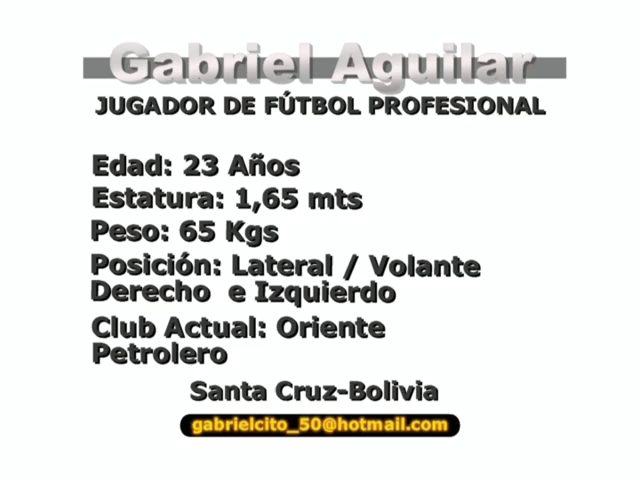 Gabriel Aguilar
JUGADOR DE FÚTBOL PROFESIONAL
Edad: 23 Años
Estatura: 1,65 mts
Peso: 65 Kgs
Posición: Lateral / Volante
Derecho e Izquierdo
Club Actual: Oriente
Petrolero
Santa Cruz-Bolivia
gabrielcito_50@hotmail.com